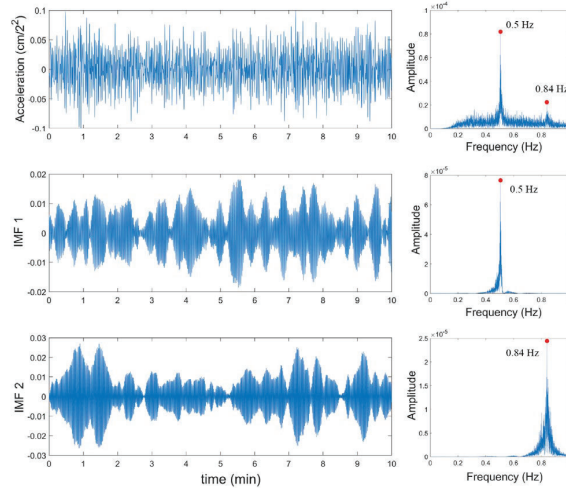 Acceleration (cm/2²)
0.1
0.05
0
-0.05
-0.1
0 1 2 3 4 5 6 7 8 9 10
×10⁻⁴
Amplitude
1
0.8
0.6
0.4
0.2
0
0 0.2 0.4 0.6 0.8
Frequency (Hz)
0.5 Hz
0.84 Hz
IMF 1
0.02
0.01
0
-0.01
-0.02
0 1 2 3 4 5 6 7 8 9 10
×10⁻⁵
Amplitude
8
6
4
2
0
0 0.2 0.4 0.6 0.8
Frequency (Hz)
0.5 Hz
IMF 2
0.03
0.02
0.01
0
-0.01
-0.02
-0.03
0 1 2 3 4 5 6 7 8 9 10
time (min)
×10⁻⁵
Amplitude
2.5
2
1.5
1
0.5
0
0 0.2 0.4 0.6 0.8
Frequency (Hz)
0.84 Hz